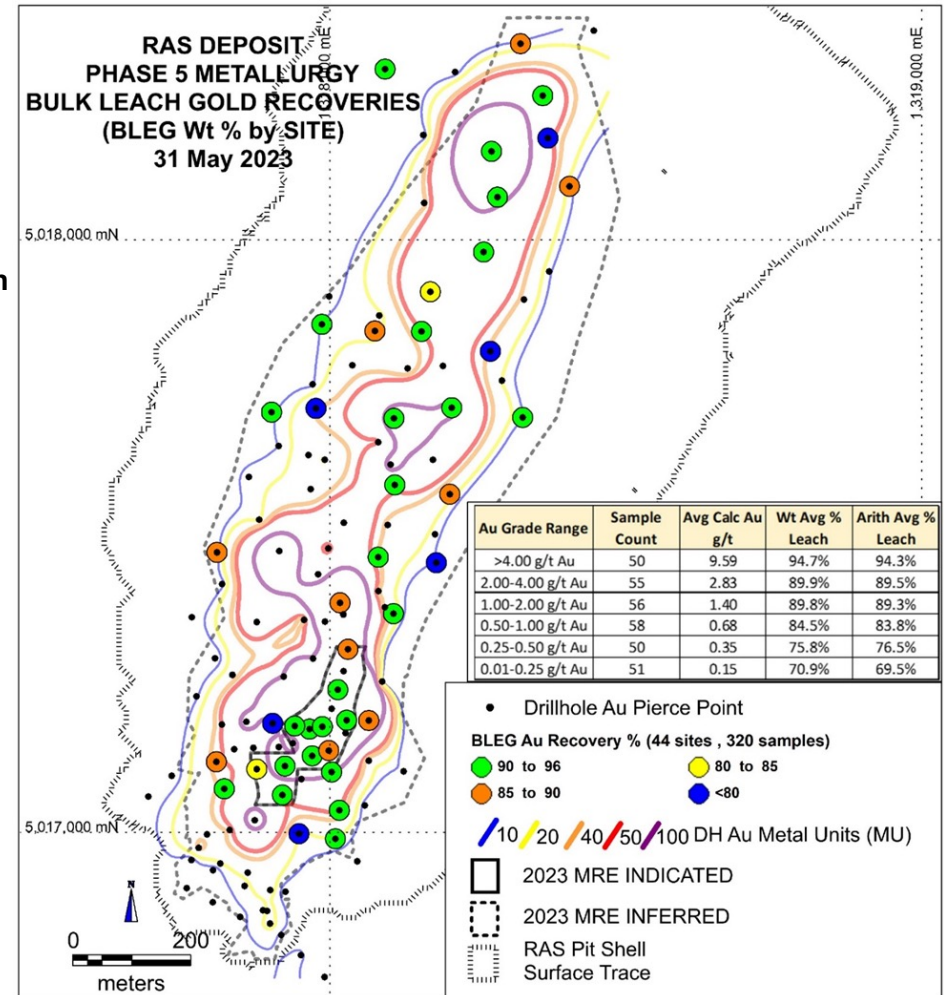 RAS DEPOSIT
PHASE 5 METALLURGY
BULK LEACH GOLD RECOVERIES
(BLEG Wt % by SITE)
31 May 2023
000 mE
1,319,000 mE
5,018,000 mN
n
Au Grade Range Sample Count Avg Calc Au g/t Wt Avg % Leach Arith Avg % Leach
>4.00 g/t Au 50 9.59 94.7% 94.3%
2.00-4.00 g/t Au 55 2.83 89.9% 89.5%
1.00-2.00 g/t Au 56 1.40 89.8% 89.3%
0.50-1.00 g/t Au 58 0.68 84.5% 83.8%
0.25-0.50 g/t Au 50 0.35 75.8% 76.5%
0.01-0.25 g/t Au 51 0.15 70.9% 69.5%
Drillhole Au Pierce Point
BLEG Au Recovery % (44 sites , 320 samples)
90 to 96 80 to 85
85 to 90 <80
10 20 40 50 100 DH Au Metal Units (MU)
2023 MRE INDICATED
2023 MRE INFERRED
RAS Pit Shell
Surface Trace
5,017,000 mN
N
0 200
meters